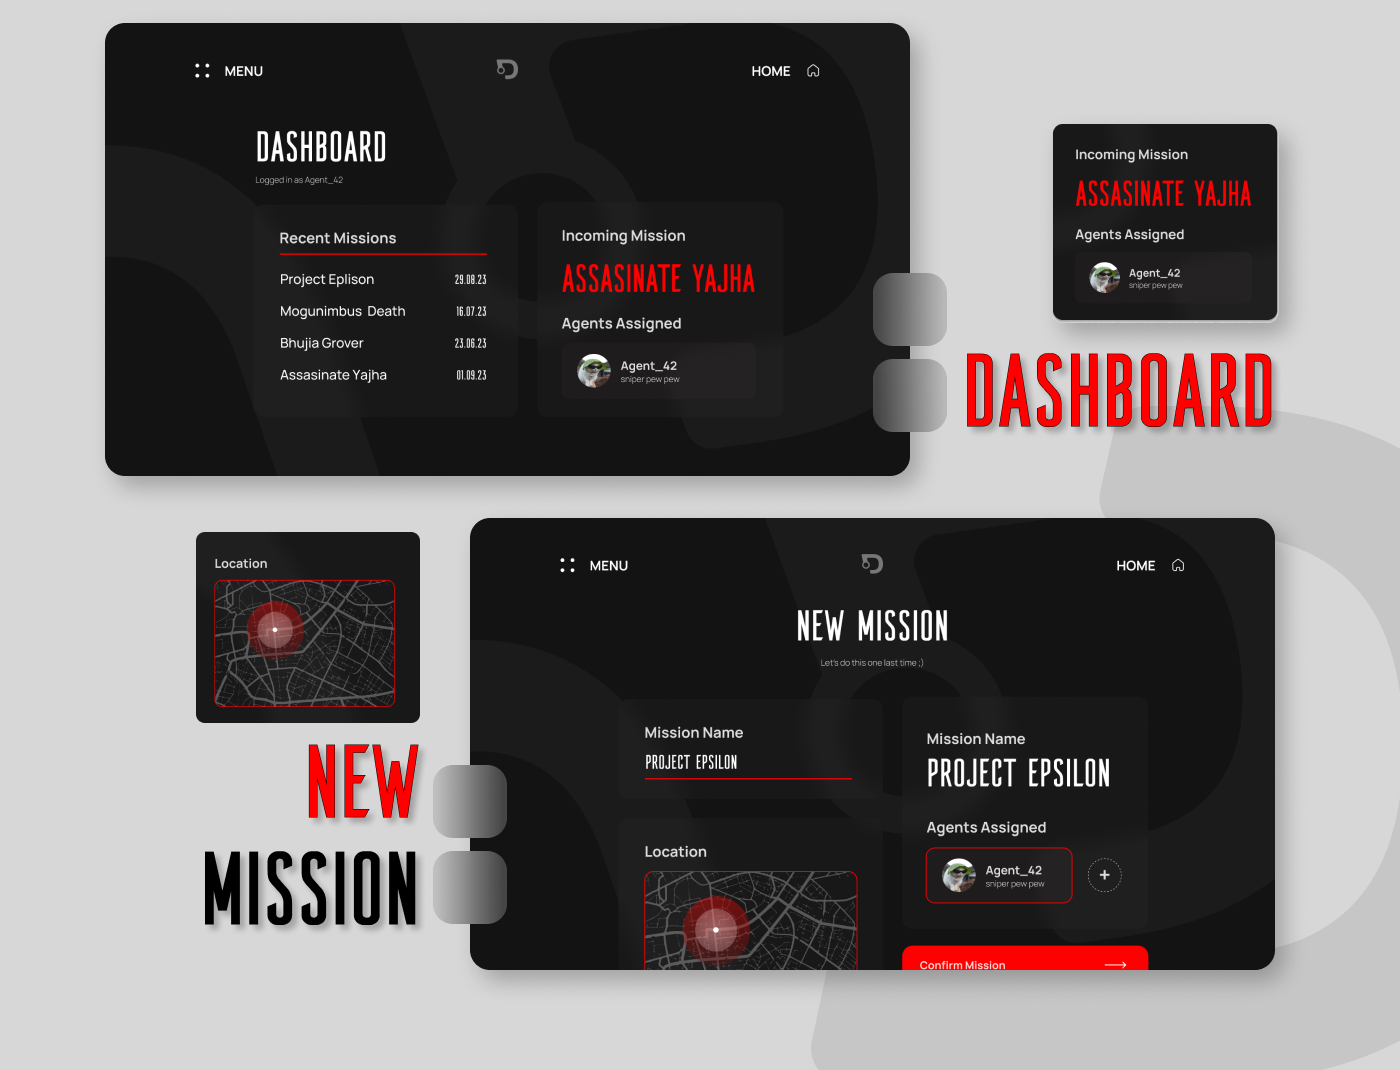 MENU
HOME
DASHBOARD
Logged in as Agent_42
Recent Missions
Project Eplison 29.08.23
Mogunimbus Death 16.07.23
Bhujia Grover 23.06.23
Assasinate Yajha 01.09.23
Incoming Mission
ASSASINATE YAJHA
Agents Assigned
Agent_42
sniper pew pew
Incoming Mission
ASSASINATE YAJHA
Agents Assigned
Agent_42
sniper pew pew
DASHBOARD
Location
NEW
MISSION
MENU
HOME
NEW MISSION
Let's do this one last time ;)
Mission Name
PROJECT EPSILON
Location
Mission Name
PROJECT EPSILON
Agents Assigned
Agent_42
sniper pew pew
Confirm Mission